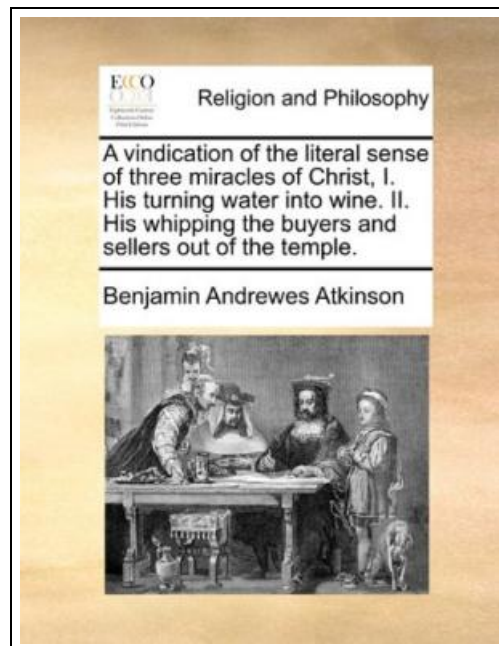 ECCO
Religion and Philosophy
A vindication of the literal sense
of three miracles of Christ, I.
His turning water into wine. II.
His whipping the buyers and
sellers out of the temple.
Benjamin Andrewes Atkinson